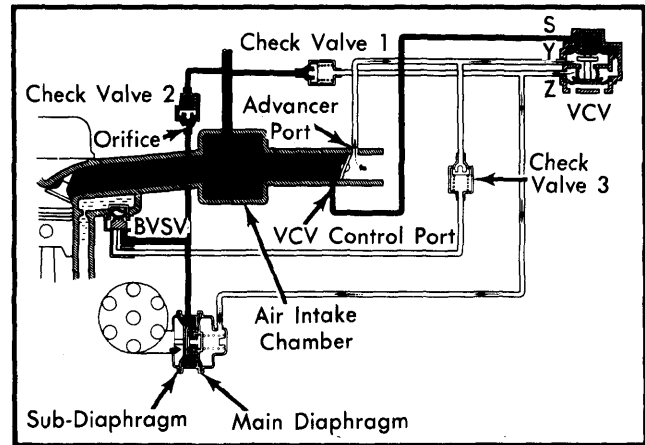 S
Check Valve 1
Y
Check Valve 2
Z
Advancer
Port
VCV
Orifice
Check
Valve 3
BVSV
VCV Control Port
Air Intake
Chamber
Sub-Diaphragm
Main Diaphragm